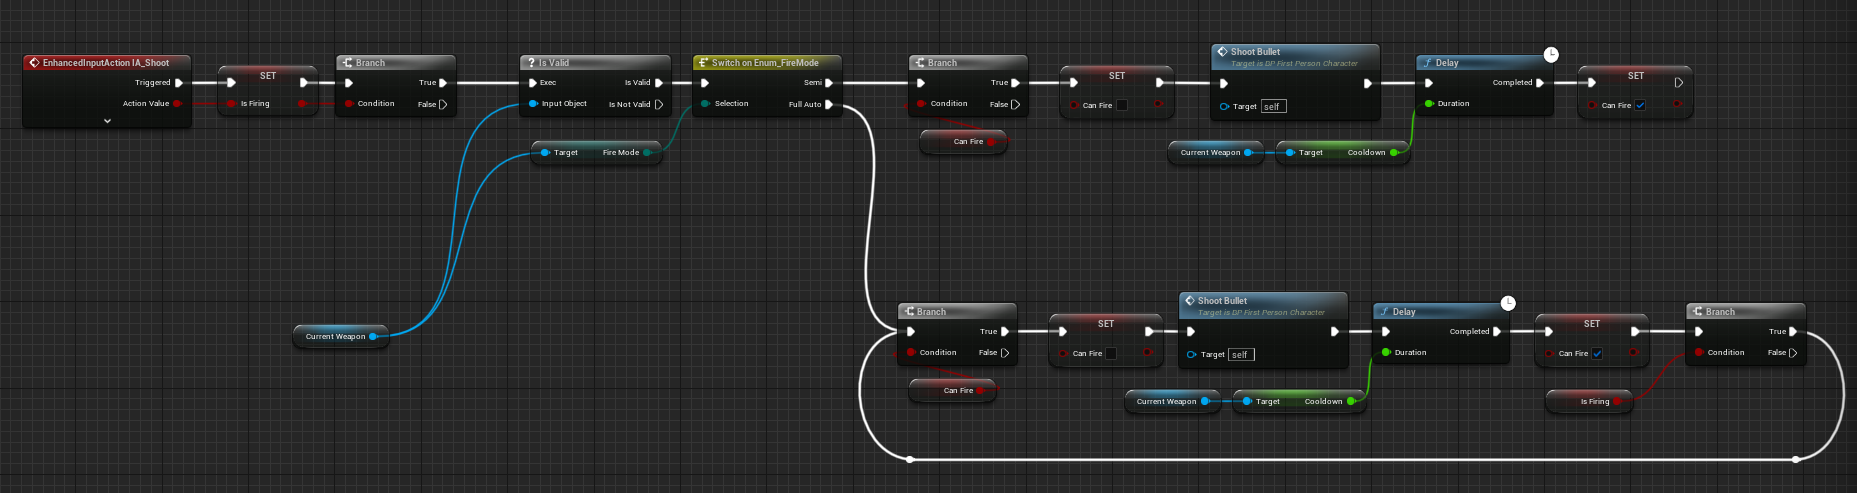 EnhancedInputAction IA_Shoot
Triggered
Action Value
SET
Is Firing
Branch
True
Condition
False
Is Valid
Exec
Is Valid
Input Object
Is Not Valid
Target
Fire Mode
Switch on Enum_FireMode
Semi
Selection
Full Auto
Current Weapon
Branch
True
Condition
False
Can Fire
SET
Can Fire
Shoot Bullet
Target is DP First Person Character
Target
self
Current Weapon
Target
Cooldown
Delay
Completed
Duration
SET
Can Fire
Branch
True
Condition
False
Can Fire
SET
Can Fire
Shoot Bullet
Target is DP First Person Character
Target
self
Current Weapon
Target
Cooldown
Delay
Completed
Duration
SET
Can Fire
Is Firing
Branch
True
Condition
False